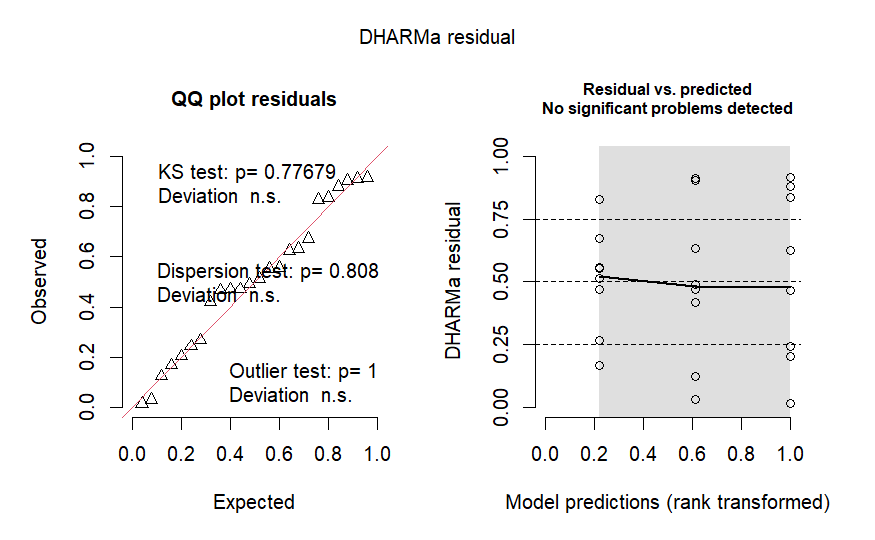 DHARMa residual
QQ plot residuals
KS test: p= 0.77679
Deviation n.s.
Dispersion test: p= 0.808
Deviation n.s.
Outlier test: p= 1
Deviation n.s.
Observed
0.0 0.2 0.4 0.6 0.8 1.0
0.0 0.2 0.4 0.6 0.8 1.0
Expected
Residual vs. predicted
No significant problems detected
DHARMa residual
0.00 0.25 0.50 0.75 1.00
0.0 0.2 0.4 0.6 0.8 1.0
Model predictions (rank transformed)